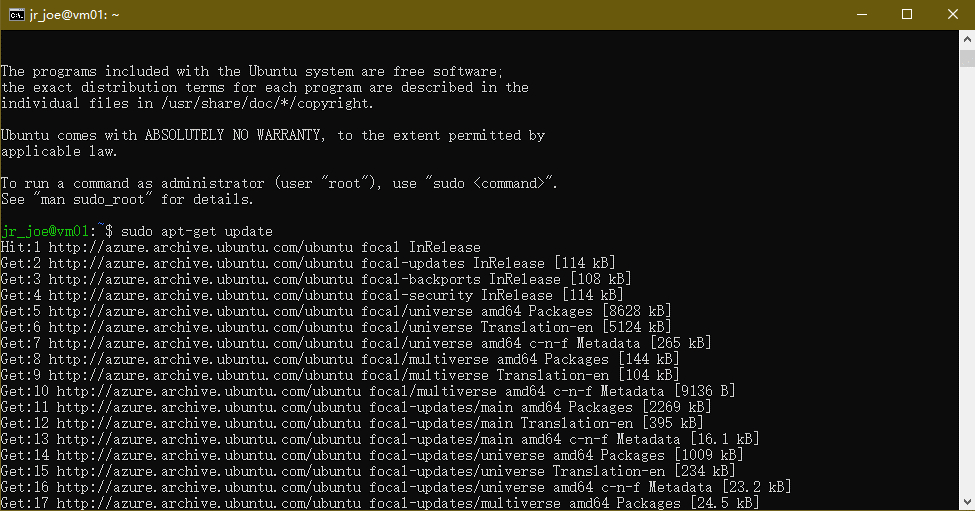 jr_joe@vm01: ~
The programs included with the Ubuntu system are free software;
the exact distribution terms for each program are described in the
individual files in /usr/share/doc/*/copyright.
Ubuntu comes with ABSOLUTELY NO WARRANTY, to the extent permitted by
applicable law.
To run a command as administrator (user "root"), use "sudo <command>".
See "man sudo_root" for details.
jr_joe@vm01:~$ sudo apt-get update
Hit:1 http://azure.archive.ubuntu.com/ubuntu focal InRelease
Get:2 http://azure.archive.ubuntu.com/ubuntu focal-updates InRelease [114 kB]
Get:3 http://azure.archive.ubuntu.com/ubuntu focal-backports InRelease [108 kB]
Get:4 http://azure.archive.ubuntu.com/ubuntu focal-security InRelease [114 kB]
Get:5 http://azure.archive.ubuntu.com/ubuntu focal/universe amd64 Packages [8628 kB]
Get:6 http://azure.archive.ubuntu.com/ubuntu focal/universe Translation-en [5124 kB]
Get:7 http://azure.archive.ubuntu.com/ubuntu focal/universe amd64 c-n-f Metadata [265 kB]
Get:8 http://azure.archive.ubuntu.com/ubuntu focal/multiverse amd64 Packages [144 kB]
Get:9 http://azure.archive.ubuntu.com/ubuntu focal/multiverse Translation-en [104 kB]
Get:10 http://azure.archive.ubuntu.com/ubuntu focal/multiverse amd64 c-n-f Metadata [9136 B]
Get:11 http://azure.archive.ubuntu.com/ubuntu focal-updates/main amd64 Packages [2269 kB]
Get:12 http://azure.archive.ubuntu.com/ubuntu focal-updates/main Translation-en [395 kB]
Get:13 http://azure.archive.ubuntu.com/ubuntu focal-updates/main amd64 c-n-f Metadata [16.1 kB]
Get:14 http://azure.archive.ubuntu.com/ubuntu focal-updates/universe amd64 Packages [1009 kB]
Get:15 http://azure.archive.ubuntu.com/ubuntu focal-updates/universe Translation-en [234 kB]
Get:16 http://azure.archive.ubuntu.com/ubuntu focal-updates/universe amd64 c-n-f Metadata [23.2 kB]
Get:17 http://azure.archive.ubuntu.com/ubuntu focal-updates/multiverse amd64 Packages [24.5 kB]